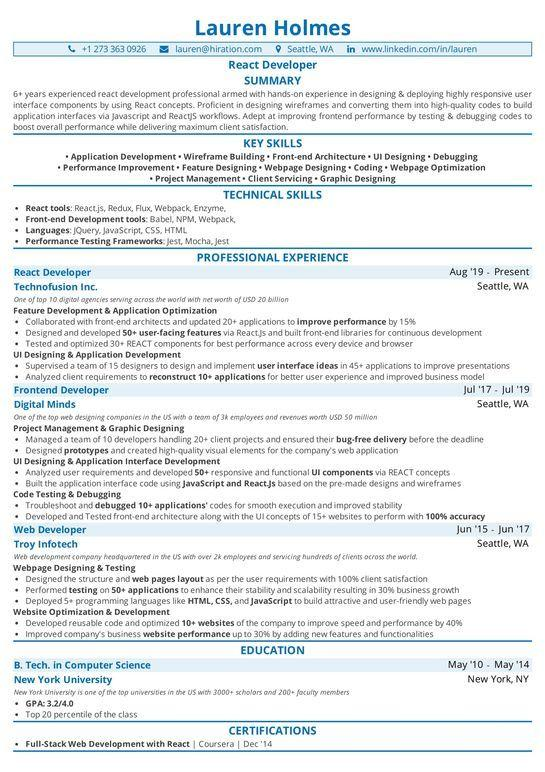 Lauren Holmes
+1 273 363 0926 lauren@hiration.com Seattle, WA www.linkedin.com/in/lauren
React Developer
SUMMARY
6+ years experienced react development professional armed with hands-on experience in designing & deploying highly responsive user
interface components by using React concepts. Proficient in designing wireframes and converting them into high-quality codes to build
application interfaces via Javascript and ReactJS workflows. Adept at improving frontend performance by testing & debugging codes to
boost overall performance while delivering maximum client satisfaction.
KEY SKILLS
• Application Development • Wireframe Building • Front-end Architecture • UI Designing • Debugging
• Performance Improvement • Feature Designing • Webpage Designing • Coding • Webpage Optimization
• Project Management • Client Servicing • Graphic Designing
TECHNICAL SKILLS
• React tools: React.js, Redux, Flux, Webpack, Enzyme,
• Front-end Development tools: Babel, NPM, Webpack,
• Languages: JQuery, JavaScript, CSS, HTML
• Performance Testing Frameworks: Jest, Mocha, Jest
PROFESSIONAL EXPERIENCE
React Developer Aug '19 - Present
Technofusion Inc. Seattle, WA
One of top 10 digital agencies serving across the world with net worth of USD 20 billion
Feature Development & Application Optimization
• Collaborated with front-end architects and updated 20+ applications to improve performance by 15%
• Designed and developed 50+ user-facing features via React.Js and built front-end libraries for continuous development
• Tested and optimized 30+ REACT components for best performance across every device and browser
UI Designing & Application Development
• Supervised a team of 15 designers to design and implement user interface ideas in 45+ applications to improve presentations
• Analyzed client requirements to reconstruct 10+ applications for better user experience and improved business model
Frontend Developer Jul '17 - Jul '19
Digital Minds Seattle, WA
One of the top web designing companies in the US with a team of 3k employees and revenues worth USD 50 million
Project Management & Graphic Designing
• Managed a team of 10 developers handling 20+ client projects and ensured their bug-free delivery before the deadline
• Designed prototypes and created high-quality visual elements for the company's web application
UI Designing & Application Interface Development
• Analyzed user requirements and developed 50+ responsive and functional UI components via REACT concepts
• Built the application interface code using JavaScript and React.Js based on the pre-made designs and wireframes
Code Testing & Debugging
• Troubleshoot and debugged 10+ applications' codes for smooth execution and improved stability
• Developed and Tested front-end architecture along with the UI concepts of 15+ websites to perform with 100% accuracy
Web Developer Jun '15 - Jun '17
Troy Infotech Seattle, WA
Web development company headquartered in the US with over 2k employees and servicing hundreds of clients across the world.
Webpage Designing & Testing
• Designed the structure and web pages layout as per the user requirements with 100% client satisfaction
• Performed testing on 50+ applications to enhance their stability and scalability resulting in 30% business growth
• Deployed 5+ programming languages like HTML, CSS, and JavaScript to build attractive and user-friendly web pages
Website Optimization & Development
• Developed reusable code and optimized 10+ websites of the company to improve speed and performance by 40%
• Improved company's business website performance up to 30% by adding new features and functionalities
EDUCATION
B. Tech. in Computer Science May '10 - May '14
New York University New York, NY
New York University is one of the top universities in the US with 3000+ scholars and 200+ faculty members
• GPA: 3.2/4.0
• Top 20 percentile of the class
CERTIFICATIONS
• Full-Stack Web Development with React | Coursera | Dec '14